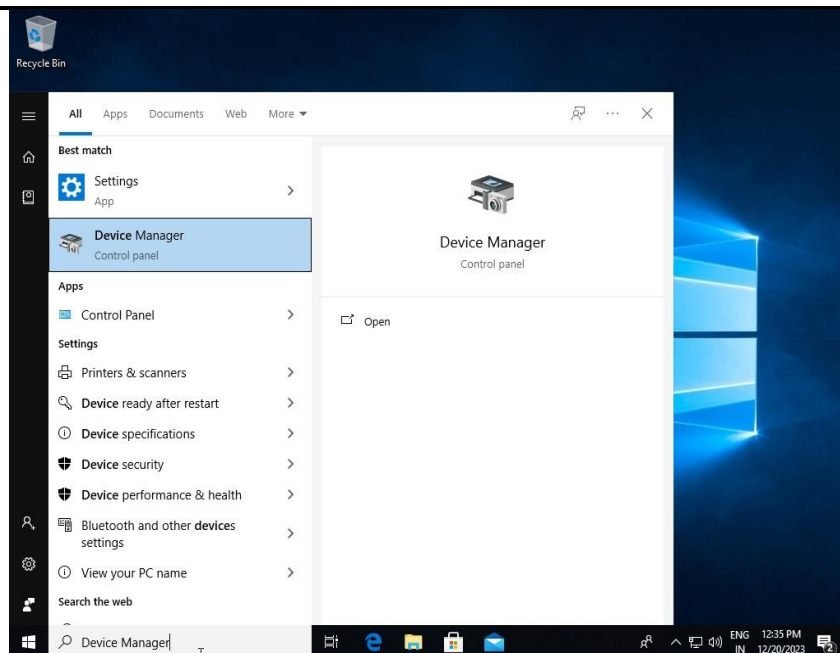 Recycle Bin
All Apps Documents Web More
Best match
Settings
App
Device Manager
Control panel
Apps
Control Panel
Settings
Printers & scanners
Device ready after restart
Device specifications
Device security
Device performance & health
Bluetooth and other devices
settings
View your PC name
Search the web
Device Manager
Control panel
Open
Device Manager
ENG 12:35 PM
IN 12/20/2023
2